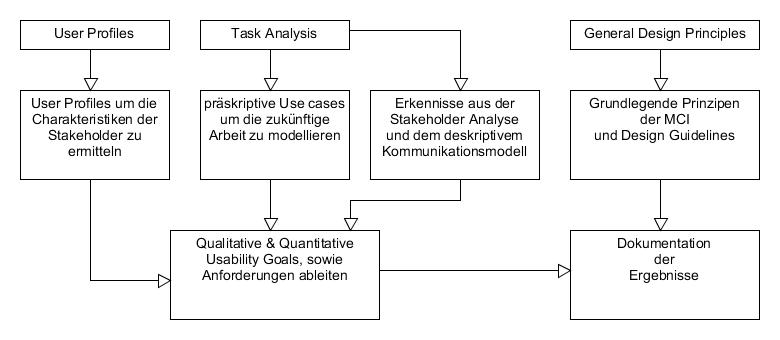 User Profiles
Task Analysis
General Design Principles
User Profiles um die
Charakteristiken der
Stakeholder zu
ermitteln
präskriptive Use cases
um die zukünftige
Arbeit zu modellieren
Erkennisse aus der
Stakeholder Analyse
und dem deskriptivem
Kommunikationsmodell
Grundlegende Prinzipen
der MCI
und Design Guidelines
Qualitative & Quantitative
Usability Goals, sowie
Anforderungen ableiten
Dokumentation
der
Ergebnisse